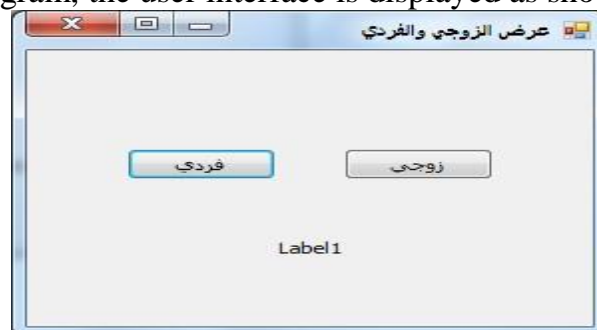 gram, the user interface is displayed as sho
عرض الزوجي والفردي
زوجي فردي
Label1